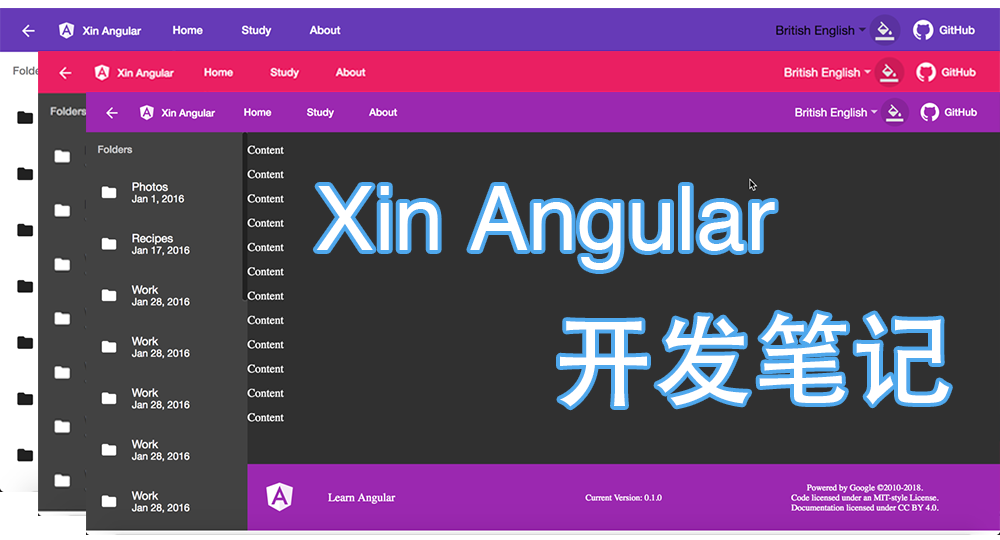 Xin Angular Home Study About British English GitHub
Folde
Xin Angular Home Study About British English GitHub
Folders
Xin Angular Home Study About British English GitHub
Folders
Photos
Jan 1, 2016
Recipes
Jan 17, 2016
Work
Jan 28, 2016
Work
Jan 28, 2016
Work
Jan 28, 2016
Work
Jan 28, 2016
Work
Jan 28, 2016
Content
Content
Content
Content
Content
Content
Content
Content
Content
Content
Content
Content
Xin Angular
开发笔记
Learn Angular
Current Version: 0.1.0
Powered by Google ©2010-2018.
Code licensed under an MIT-style License.
Documentation licensed under CC BY 4.0.